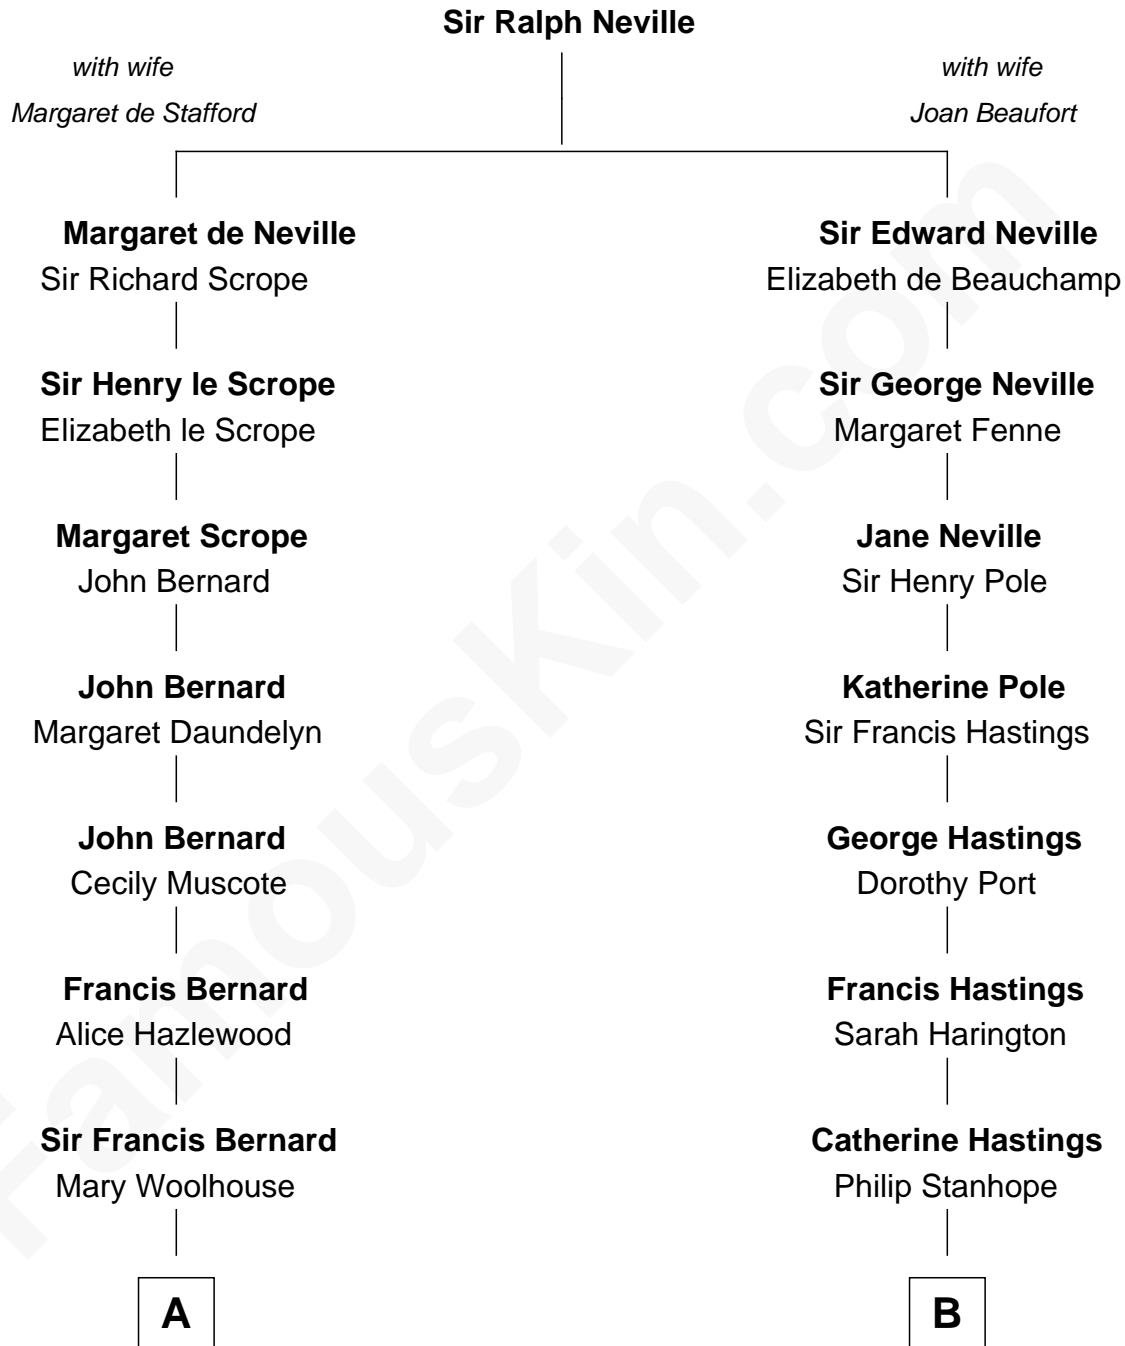 Sir Ralph Neville
with wife
Margaret de Stafford
with wife
Joan Beaufort
Margaret de Neville
Sir Richard Scrope
Sir Edward Neville
Elizabeth de Beauchamp
Sir Henry le Scrope
Elizabeth le Scrope
Sir George Neville
Margaret Fenne
Margaret Scrope
John Bernard
Jane Neville
Sir Henry Pole
John Bernard
Margaret Daundelyn
Katherine Pole
Sir Francis Hastings
John Bernard
Cecily Muscote
George Hastings
Dorothy Port
Francis Bernard
Alice Hazlewood
Francis Hastings
Sarah Harington
Sir Francis Bernard
Mary Woolhouse
Catherine Hastings
Philip Stanhope
A
B
FamousKin.com